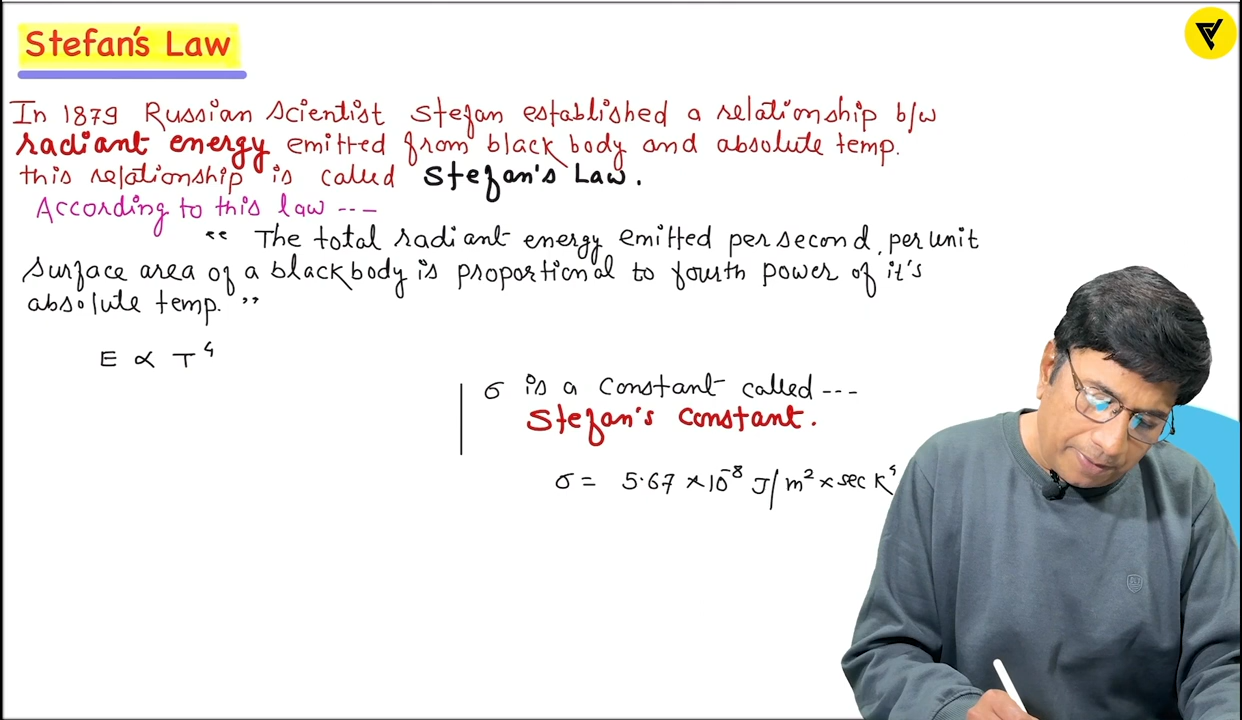 Stefan's Law
In 1879 Russian scientist Stefan established a relationship b/w
radiant energy emitted from black body and absolute temp.
this relationship is called Stefan's Law.
According to this law ---
" The total radiant energy emitted per second, per unit
surface area of a blackbody is proportional to fourth power of it's
absolute temp. "
E ∝ T⁴
σ is a constant called ---
Stefan's constant.
σ = 5.67 × 10⁻⁸ J/m² × sec K⁴